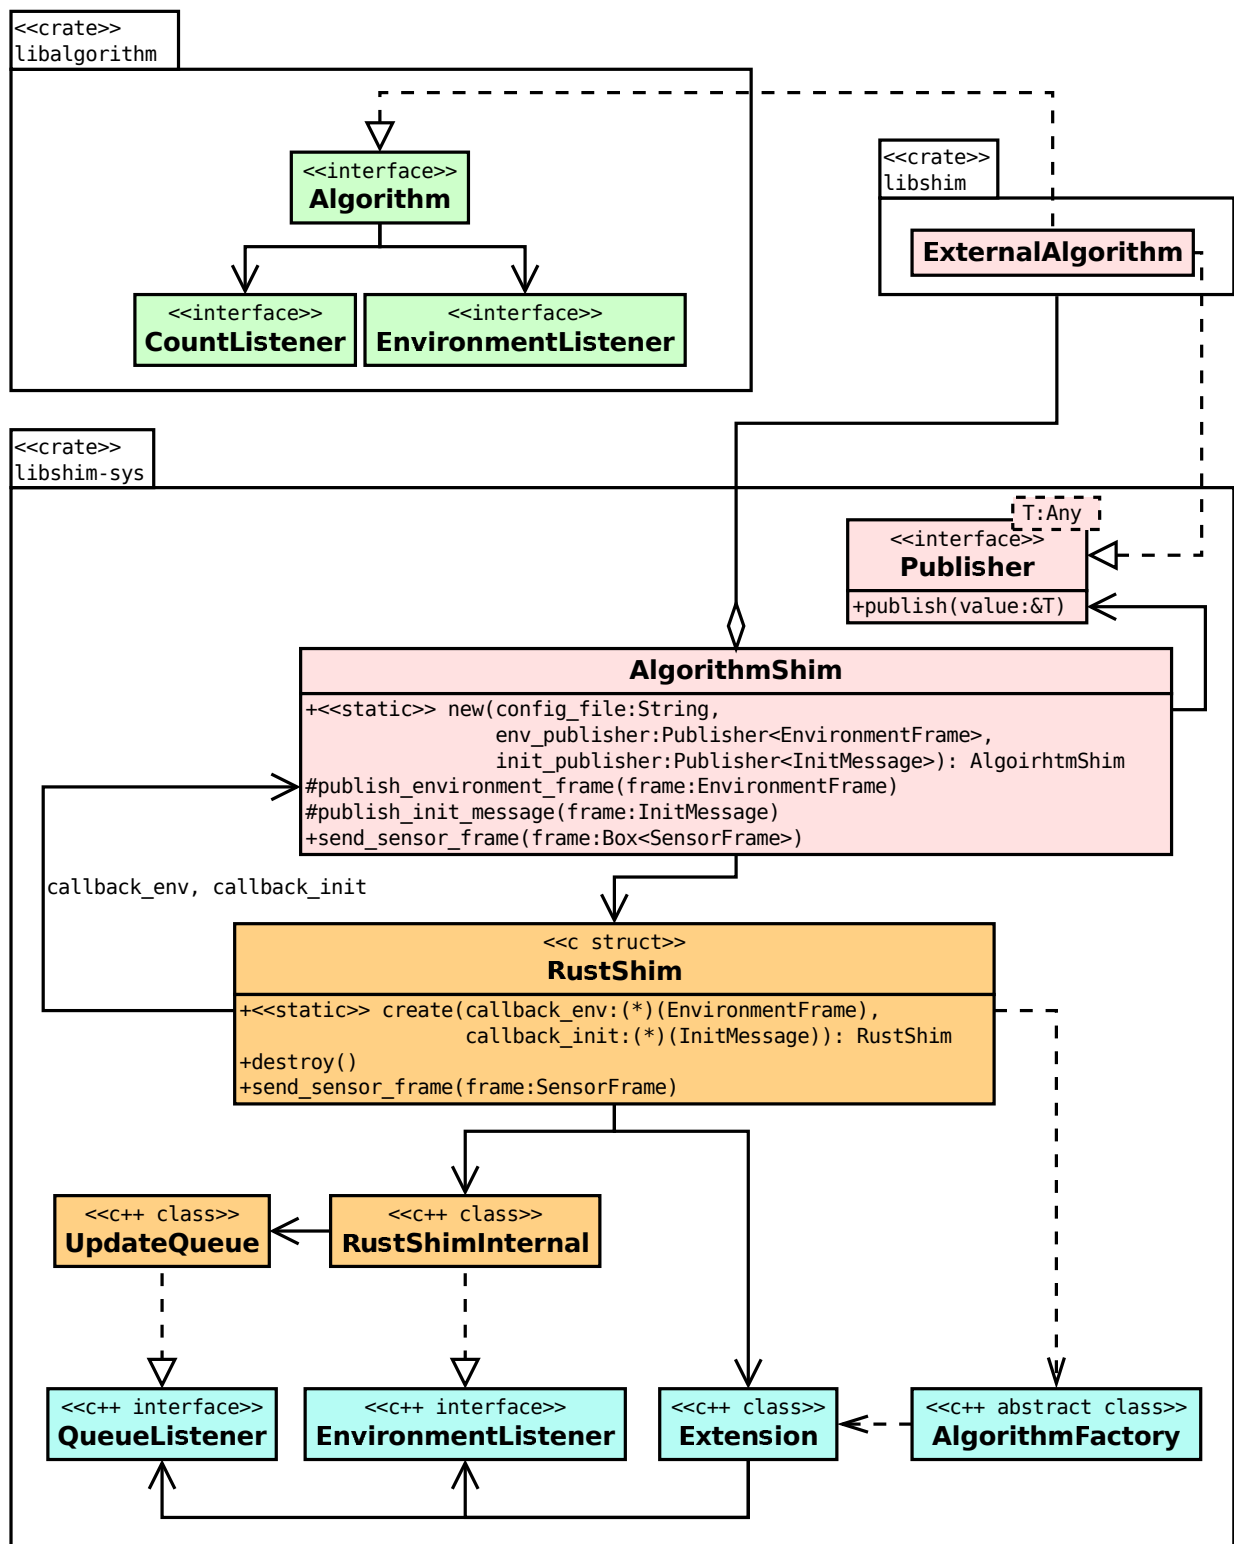 <<crate>>
libalgorithm
<<interface>>
Algorithm
<<interface>>
CountListener
<<interface>>
EnvironmentListener
<<crate>>
libshim
ExternalAlgorithm
<<crate>>
libshim-sys
T:Any
<<interface>>
Publisher
+publish(value:&T)
AlgorithmShim
+<<static>> new(config_file:String,
env_publisher:Publisher<EnvironmentFrame>,
init_publisher:Publisher<InitMessage>): AlgoirhtmShim
#publish_environment_frame(frame:EnvironmentFrame)
#publish_init_message(frame:InitMessage)
+send_sensor_frame(frame:Box<SensorFrame>)
callback_env, callback_init
<<c struct>>
RustShim
+<<static>> create(callback_env:(*)(EnvironmentFrame),
callback_init:(*)(InitMessage)): RustShim
+destroy()
+send_sensor_frame(frame:SensorFrame)
<<c++ class>>
UpdateQueue
<<c++ class>>
RustShimInternal
<<c++ interface>>
QueueListener
<<c++ interface>>
EnvironmentListener
<<c++ class>>
Extension
<<c++ abstract class>>
AlgorithmFactory